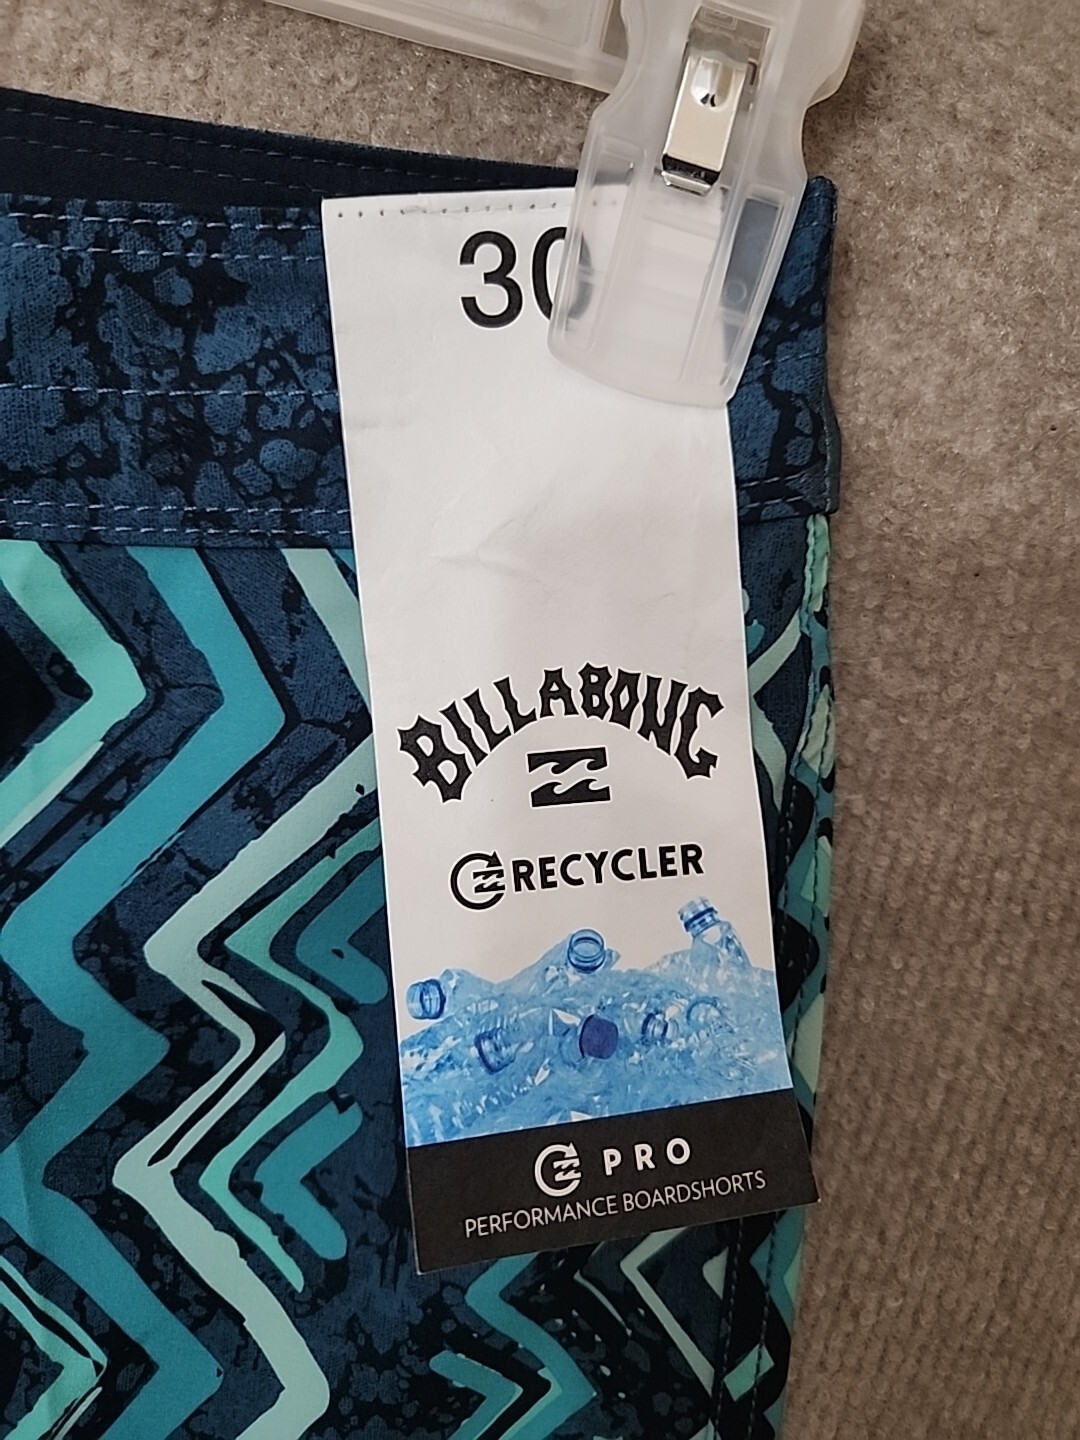 30
BILLABONG
RECYCLER
PRO
PERFORMANCE BOARDSHORTS